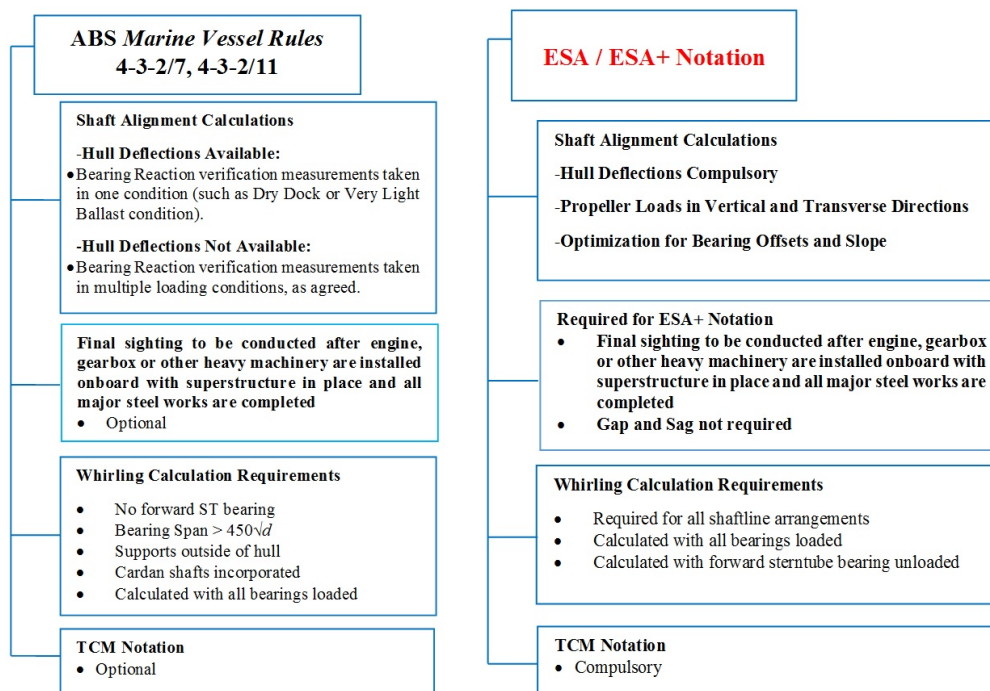 ABS Marine Vessel Rules
4-3-2/7, 4-3-2/11
Shaft Alignment Calculations
-Hull Deflections Available:
●Bearing Reaction verification measurements taken
in one condition (such as Dry Dock or Very Light
Ballast condition).
-Hull Deflections Not Available:
●Bearing Reaction verification measurements taken
in multiple loading conditions, as agreed.
Final sighting to be conducted after engine,
gearbox or other heavy machinery are installed
onboard with superstructure in place and all
major steel works are completed
● Optional
Whirling Calculation Requirements
● No forward ST bearing
● Bearing Span > 450√d
● Supports outside of hull
● Cardan shafts incorporated
● Calculated with all bearings loaded
TCM Notation
● Optional
ESA / ESA+ Notation
Shaft Alignment Calculations
-Hull Deflections Compulsory
-Propeller Loads in Vertical and Transverse Directions
-Optimization for Bearing Offsets and Slope
Required for ESA+ Notation
● Final sighting to be conducted after engine, gearbox
or other heavy machinery are installed onboard with
superstructure in place and all major steel works are
completed
● Gap and Sag not required
Whirling Calculation Requirements
● Required for all shaftline arrangements
● Calculated with all bearings loaded
● Calculated with forward sterntube bearing unloaded
TCM Notation
● Compulsory